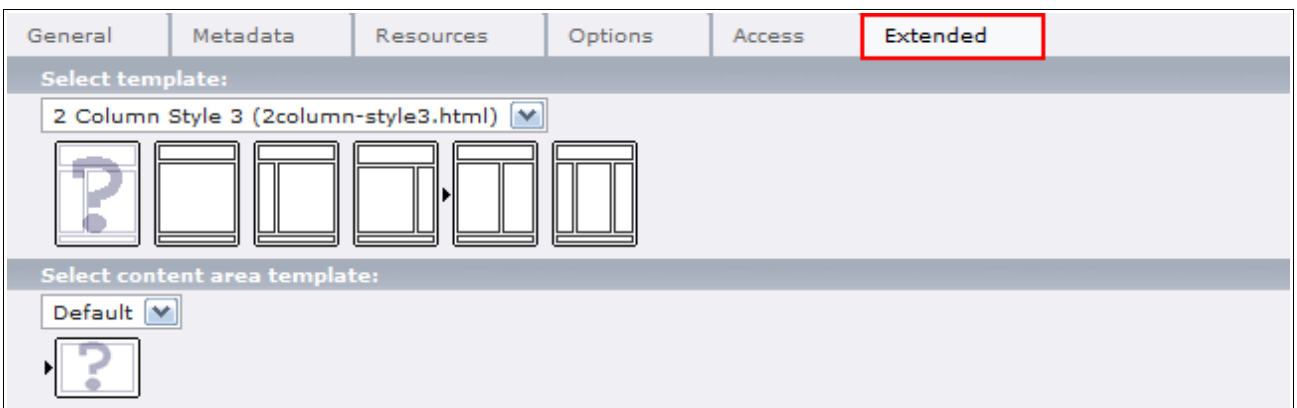 General Metadata Resources Options Access Extended
Select template:
2 Column Style 3 (2column-style3.html)
Select content area template:
Default